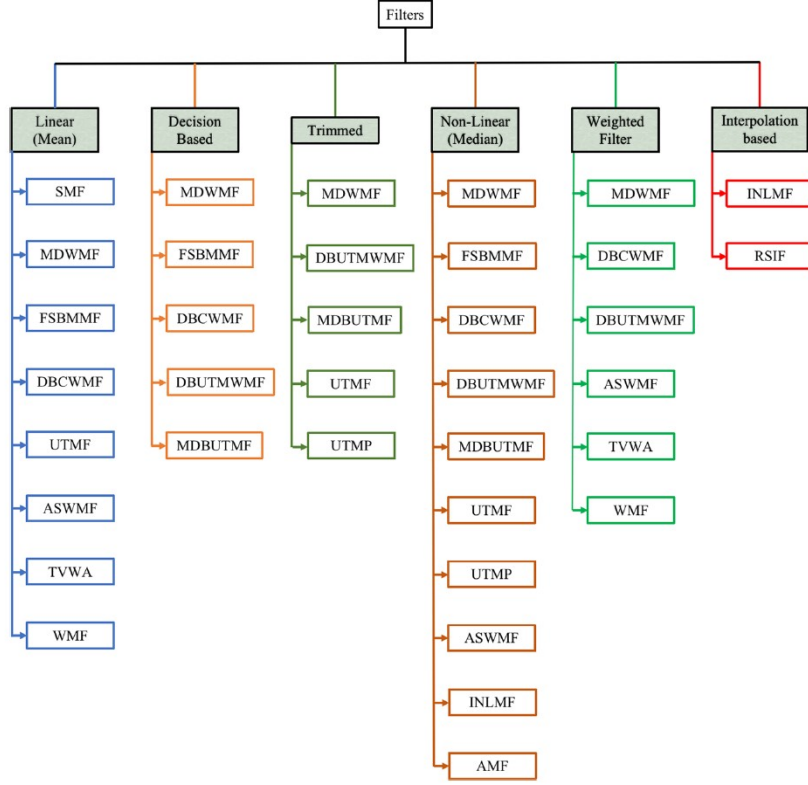 Filters
Linear
(Mean)
SMF
MDWMF
FSBMMF
DBCWMF
UTMF
ASWMF
TVWA
WMF
Decision
Based
MDWMF
FSBMMF
DBCWMF
DBUTMWMF
MDBUTMF
Trimmed
MDWMF
DBUTMWMF
MDBUTMF
UTMF
UTMP
Non-Linear
(Median)
MDWMF
FSBMMF
DBCWMF
DBUTMWMF
MDBUTMF
UTMF
UTMP
ASWMF
INLMF
AMF
Weighted
Filter
MDWMF
DBCWMF
DBUTMWMF
ASWMF
TVWA
WMF
Interpolation
based
INLMF
RSIF